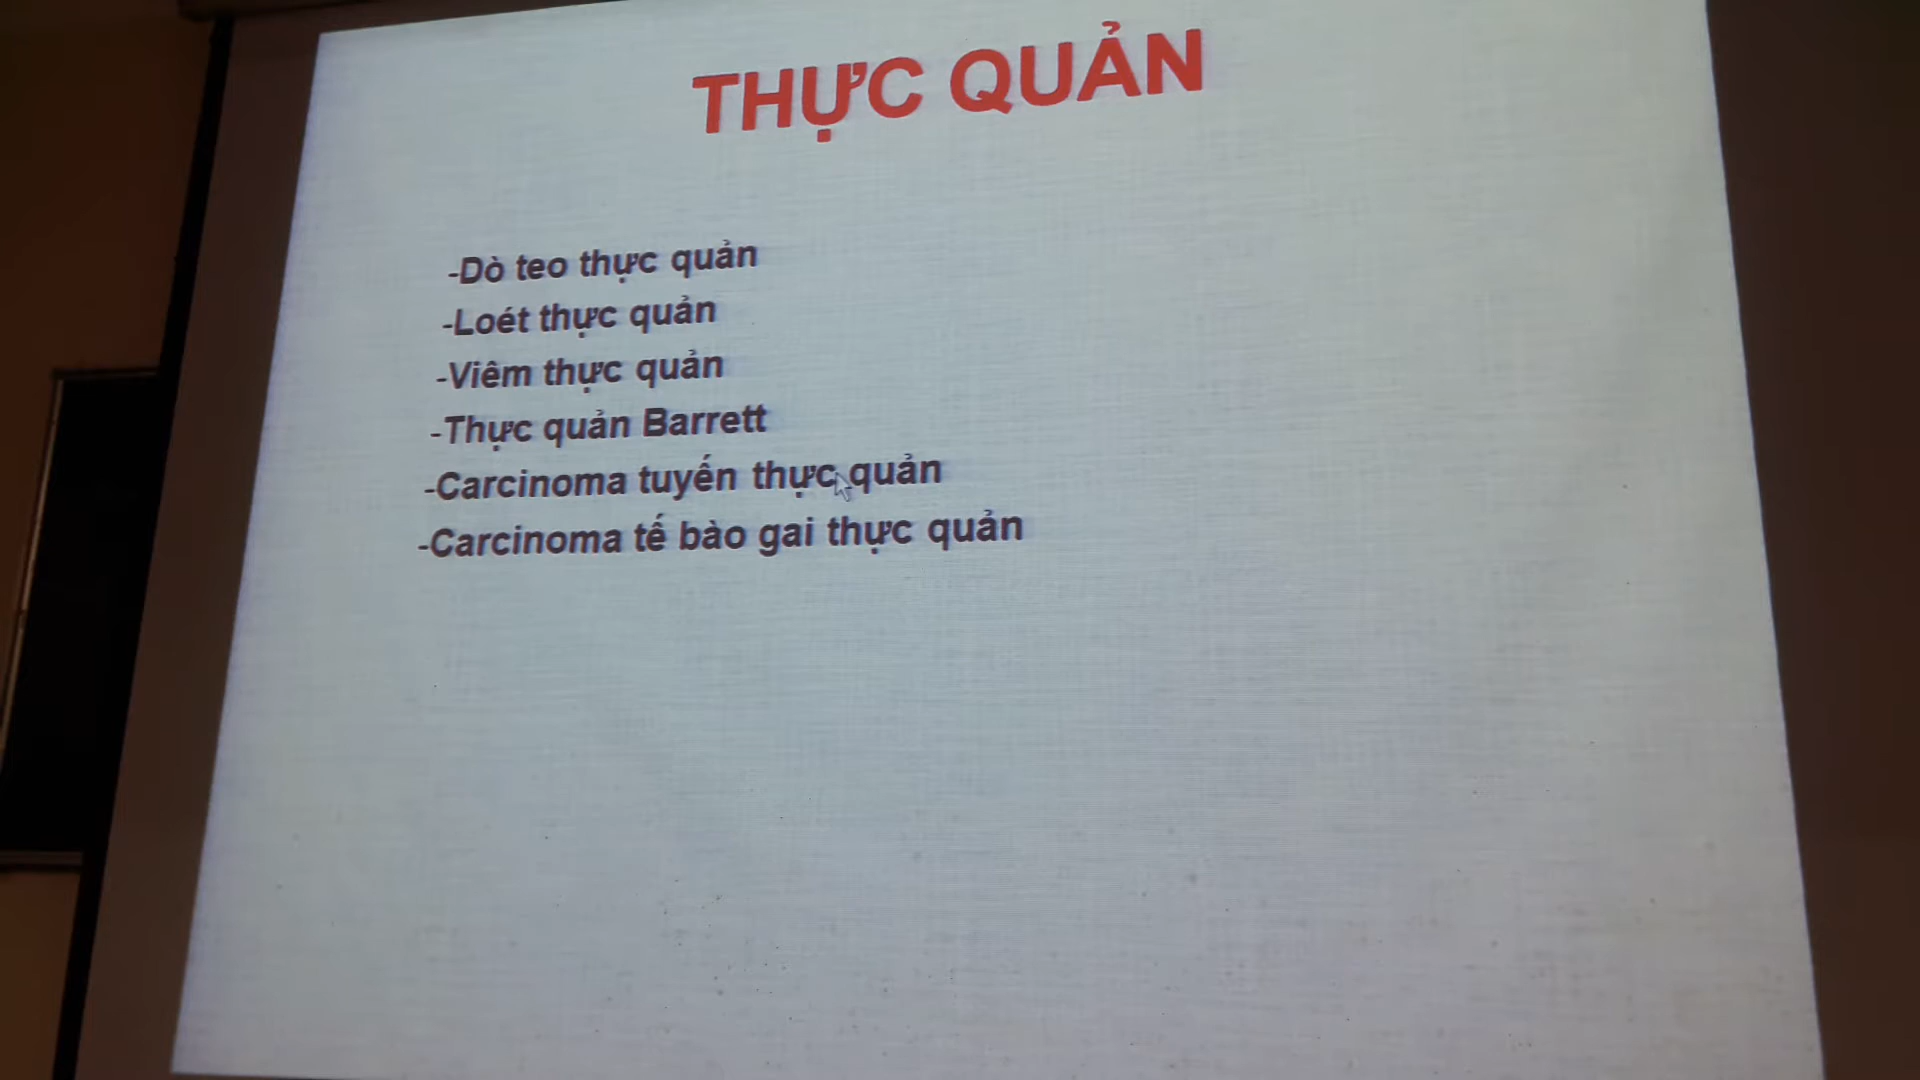 THỰC QUẢN
-Dò teo thực quản
-Loét thực quản
-Viêm thực quản
-Thực quản Barrett
-Carcinoma tuyến thực quản
-Carcinoma tế bào gai thực quản